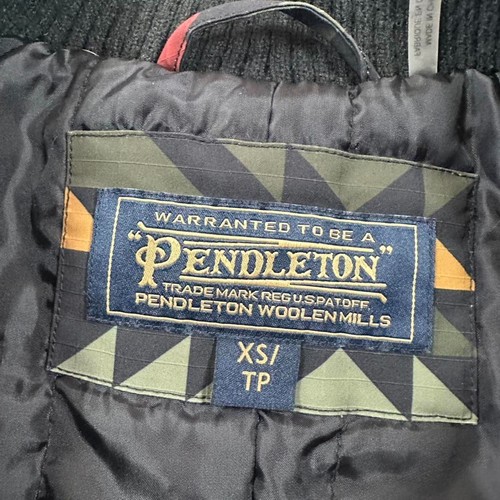 WARRANTED TO BE A
"PENDLETON"
TRADE MARK REG U.S. PAT. OFF.
PENDLETON WOOLEN MILLS
XS/
TP